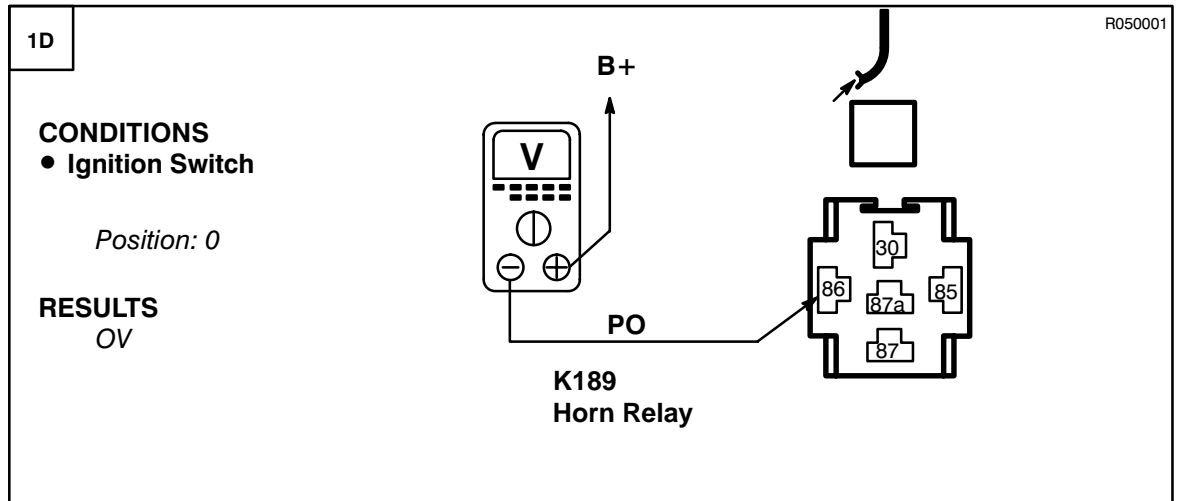 1D
R050001
CONDITIONS
● Ignition Switch
Position: 0
RESULTS
OV
B+
V
PO
K189
Horn Relay
30
86
87a
85
87